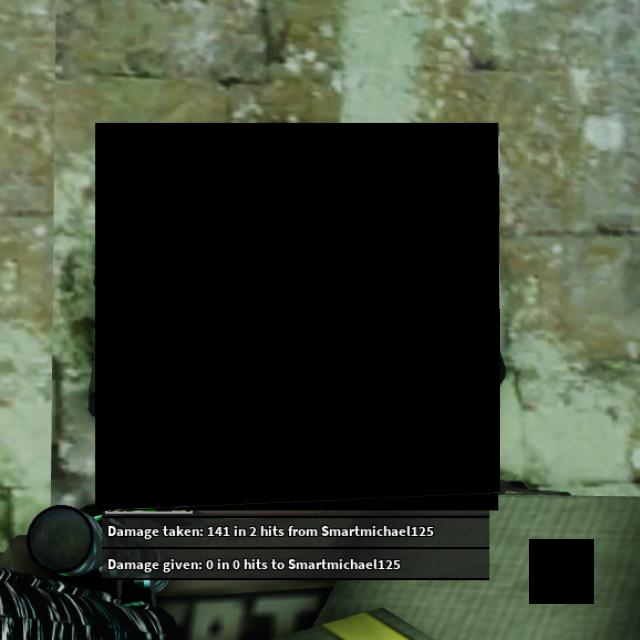 Damage taken: 141 in 2 hits from Smartmichael125
Damage given: 0 in 0 hits to Smartmichael125